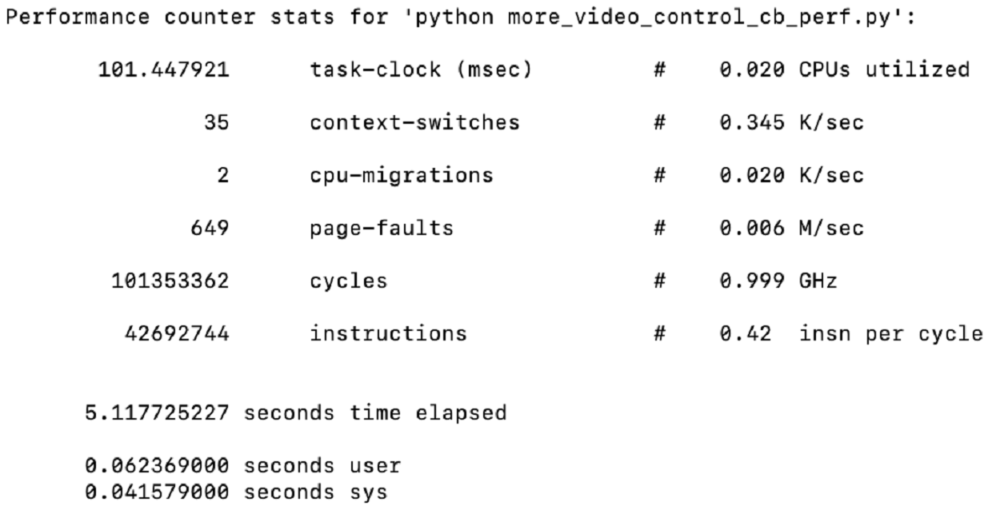 Performance counter stats for 'python more_video_control_cb_perf.py':
101.447921 task-clock (msec) # 0.020 CPUs utilized
35 context-switches # 0.345 K/sec
2 cpu-migrations # 0.020 K/sec
649 page-faults # 0.006 M/sec
101353362 cycles # 0.999 GHz
42692744 instructions # 0.42 insn per cycle
5.117725227 seconds time elapsed
0.062369000 seconds user
0.041579000 seconds sys